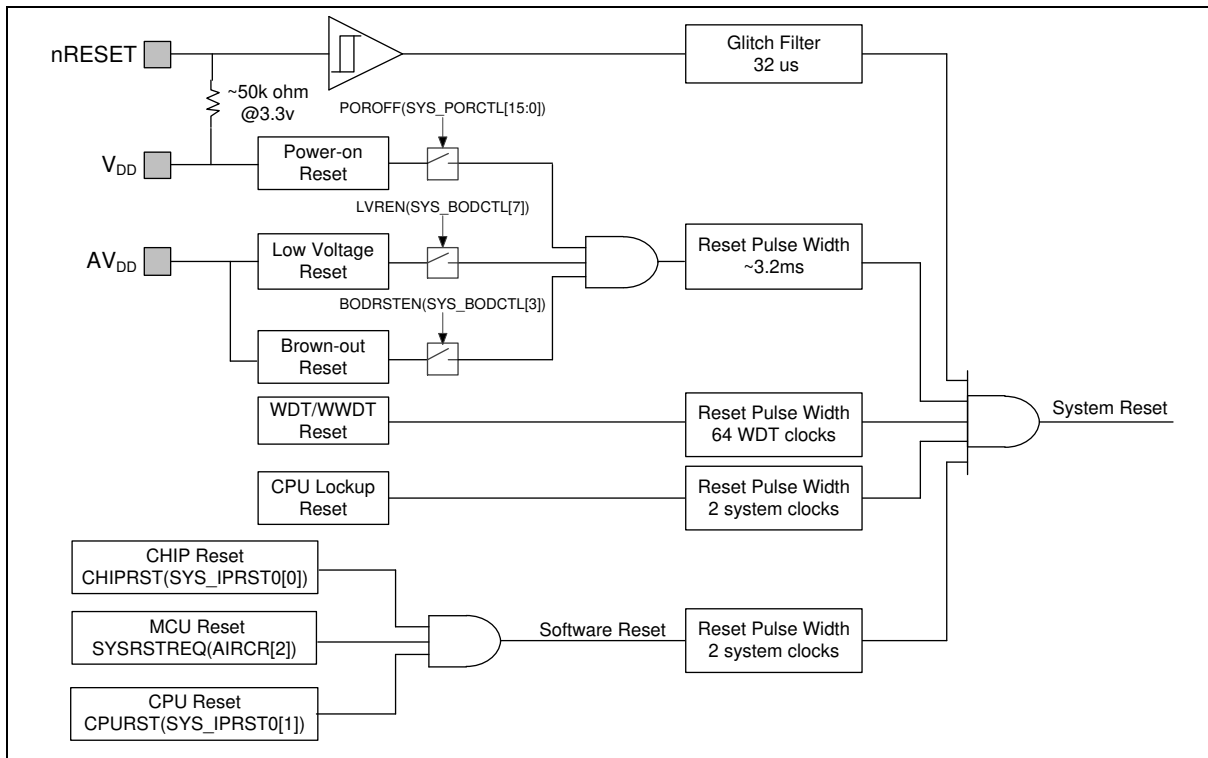 nRESET
~50k ohm
@3.3v
Glitch Filter
32 us
POROFF(SYS_PORCTL[15:0])
VDD
Power-on
Reset
LVREN(SYS_BODCTL[7])
AVDD
Low Voltage
Reset
Reset Pulse Width
~3.2ms
BODRSTEN(SYS_BODCTL[3])
Brown-out
Reset
WDT/WWDT
Reset
Reset Pulse Width
64 WDT clocks
System Reset
CPU Lockup
Reset
Reset Pulse Width
2 system clocks
CHIP Reset
CHIPRST(SYS_IPRST0[0])
MCU Reset
SYSRSTREQ(AIRCR[2])
Software Reset
Reset Pulse Width
2 system clocks
CPU Reset
CPURST(SYS_IPRST0[1])